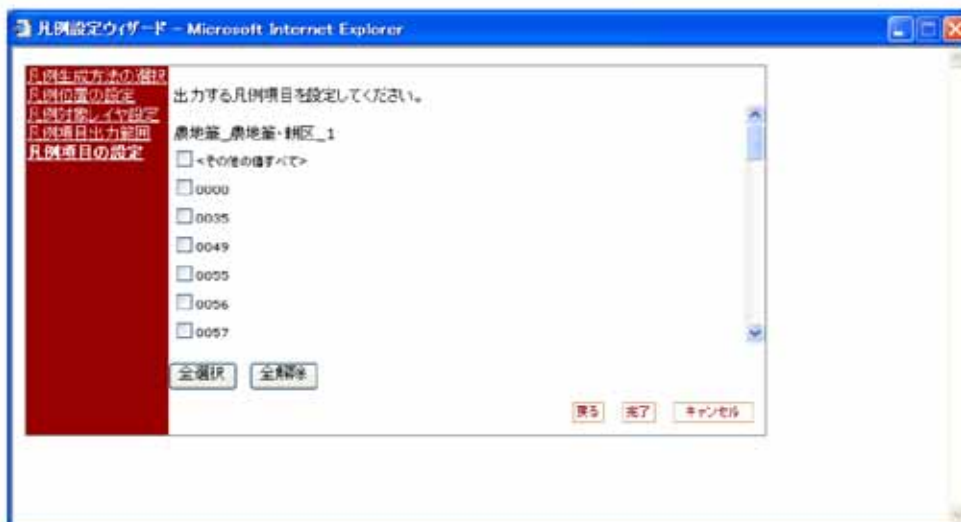 凡例設定ウィザード - Microsoft Internet Explorer
凡例生成方法の選択
凡例位置の設定
凡例対象レイヤ設定
凡例項目出力範囲
凡例項目の設定
出力する凡例項目を設定してください。
農地筆_農地筆・耕区_1
<その他の値すべて>
0000
0035
0049
0055
0056
0057
全選択
全解除
戻る
完了
キャンセル